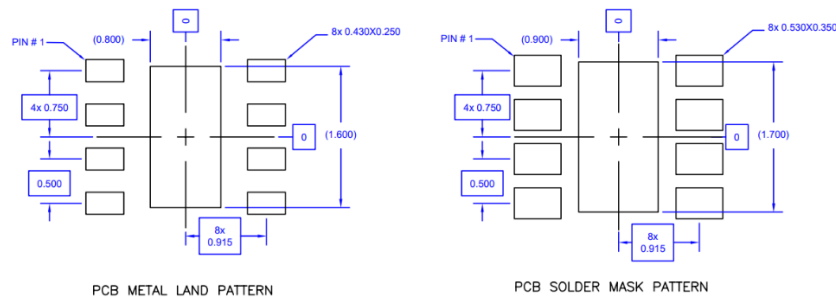 0
PIN # 1
(0.800)
8x 0.430X0.250
4x 0.750
0
(1.600)
0.500
8x
0.915
PCB METAL LAND PATTERN
0
PIN # 1
(0.900)
8x 0.530X0.350
4x 0.750
0
(1.700)
0.500
8x
0.915
PCB SOLDER MASK PATTERN